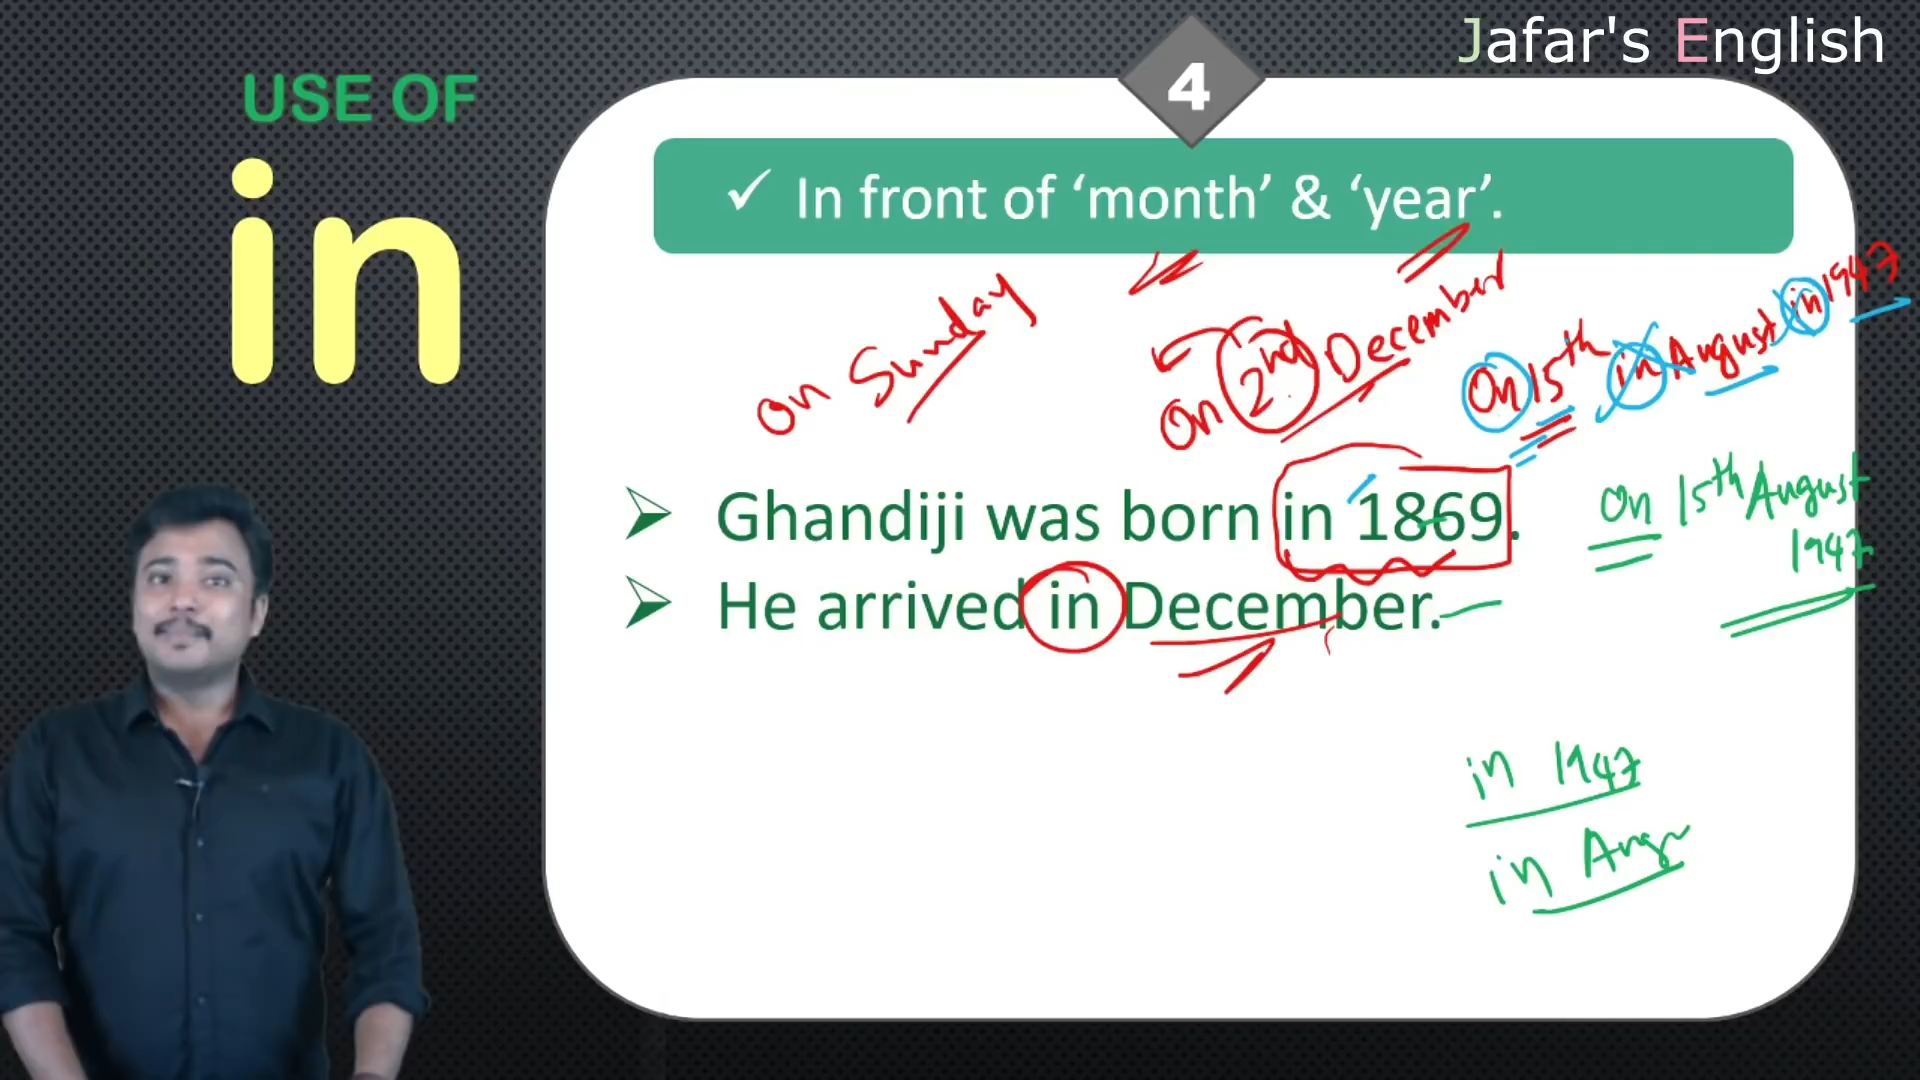 Jafar's English
USE OF
in
4
✓ In front of ‘month’ & ‘year’.
on Sunday
On 2nd December
On 15th in August in 1947
Ghandiji was born in 1869.
He arrived in December.
On 15th August
1947
in 1947
in Aug